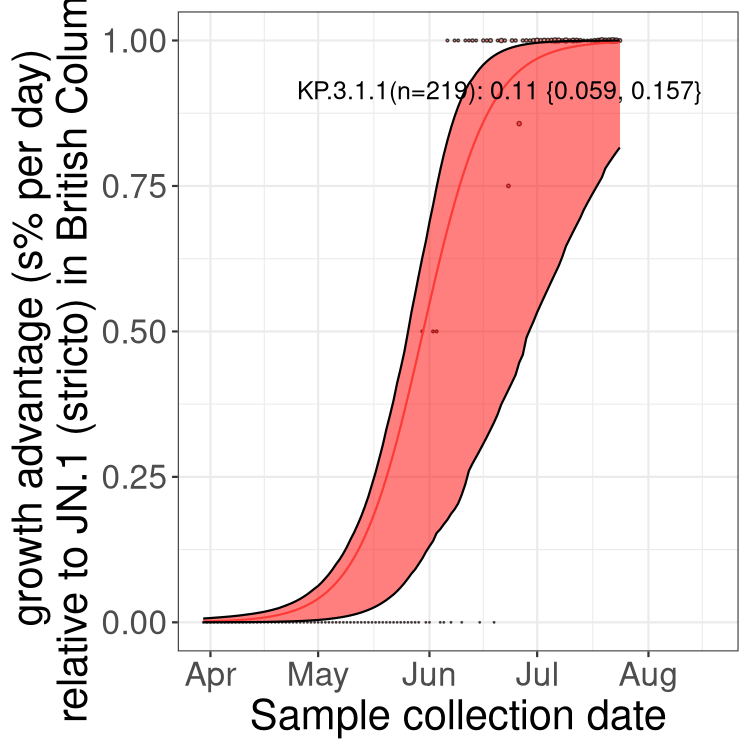 growth advantage (s% per day)
relative to JN.1 (stricto) in British Colum
1.00
0.75
0.50
0.25
0.00
KP.3.1.1(n=219): 0.11 {0.059, 0.157}
Apr May Jun Jul Aug
Sample collection date